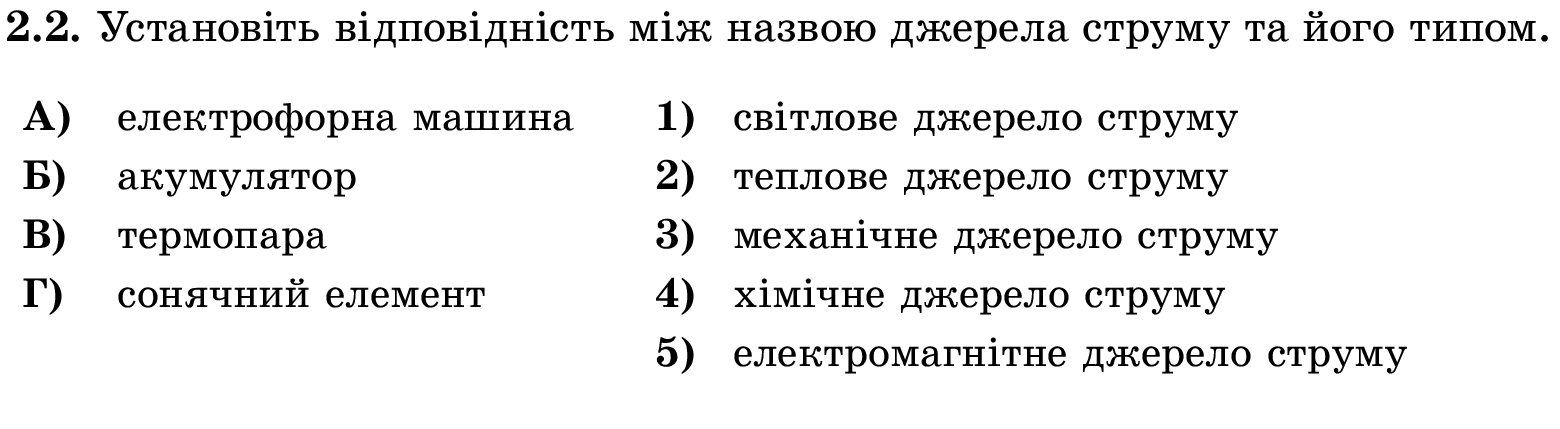 2.2. Установіть відповідність між назвою джерела струму та його типом.
А) електрофорна машина 1) світлове джерело струму
Б) акумулятор 2) теплове джерело струму
В) термопара 3) механічне джерело струму
Г) сонячний елемент 4) хімічне джерело струму
5) електромагнітне джерело струму